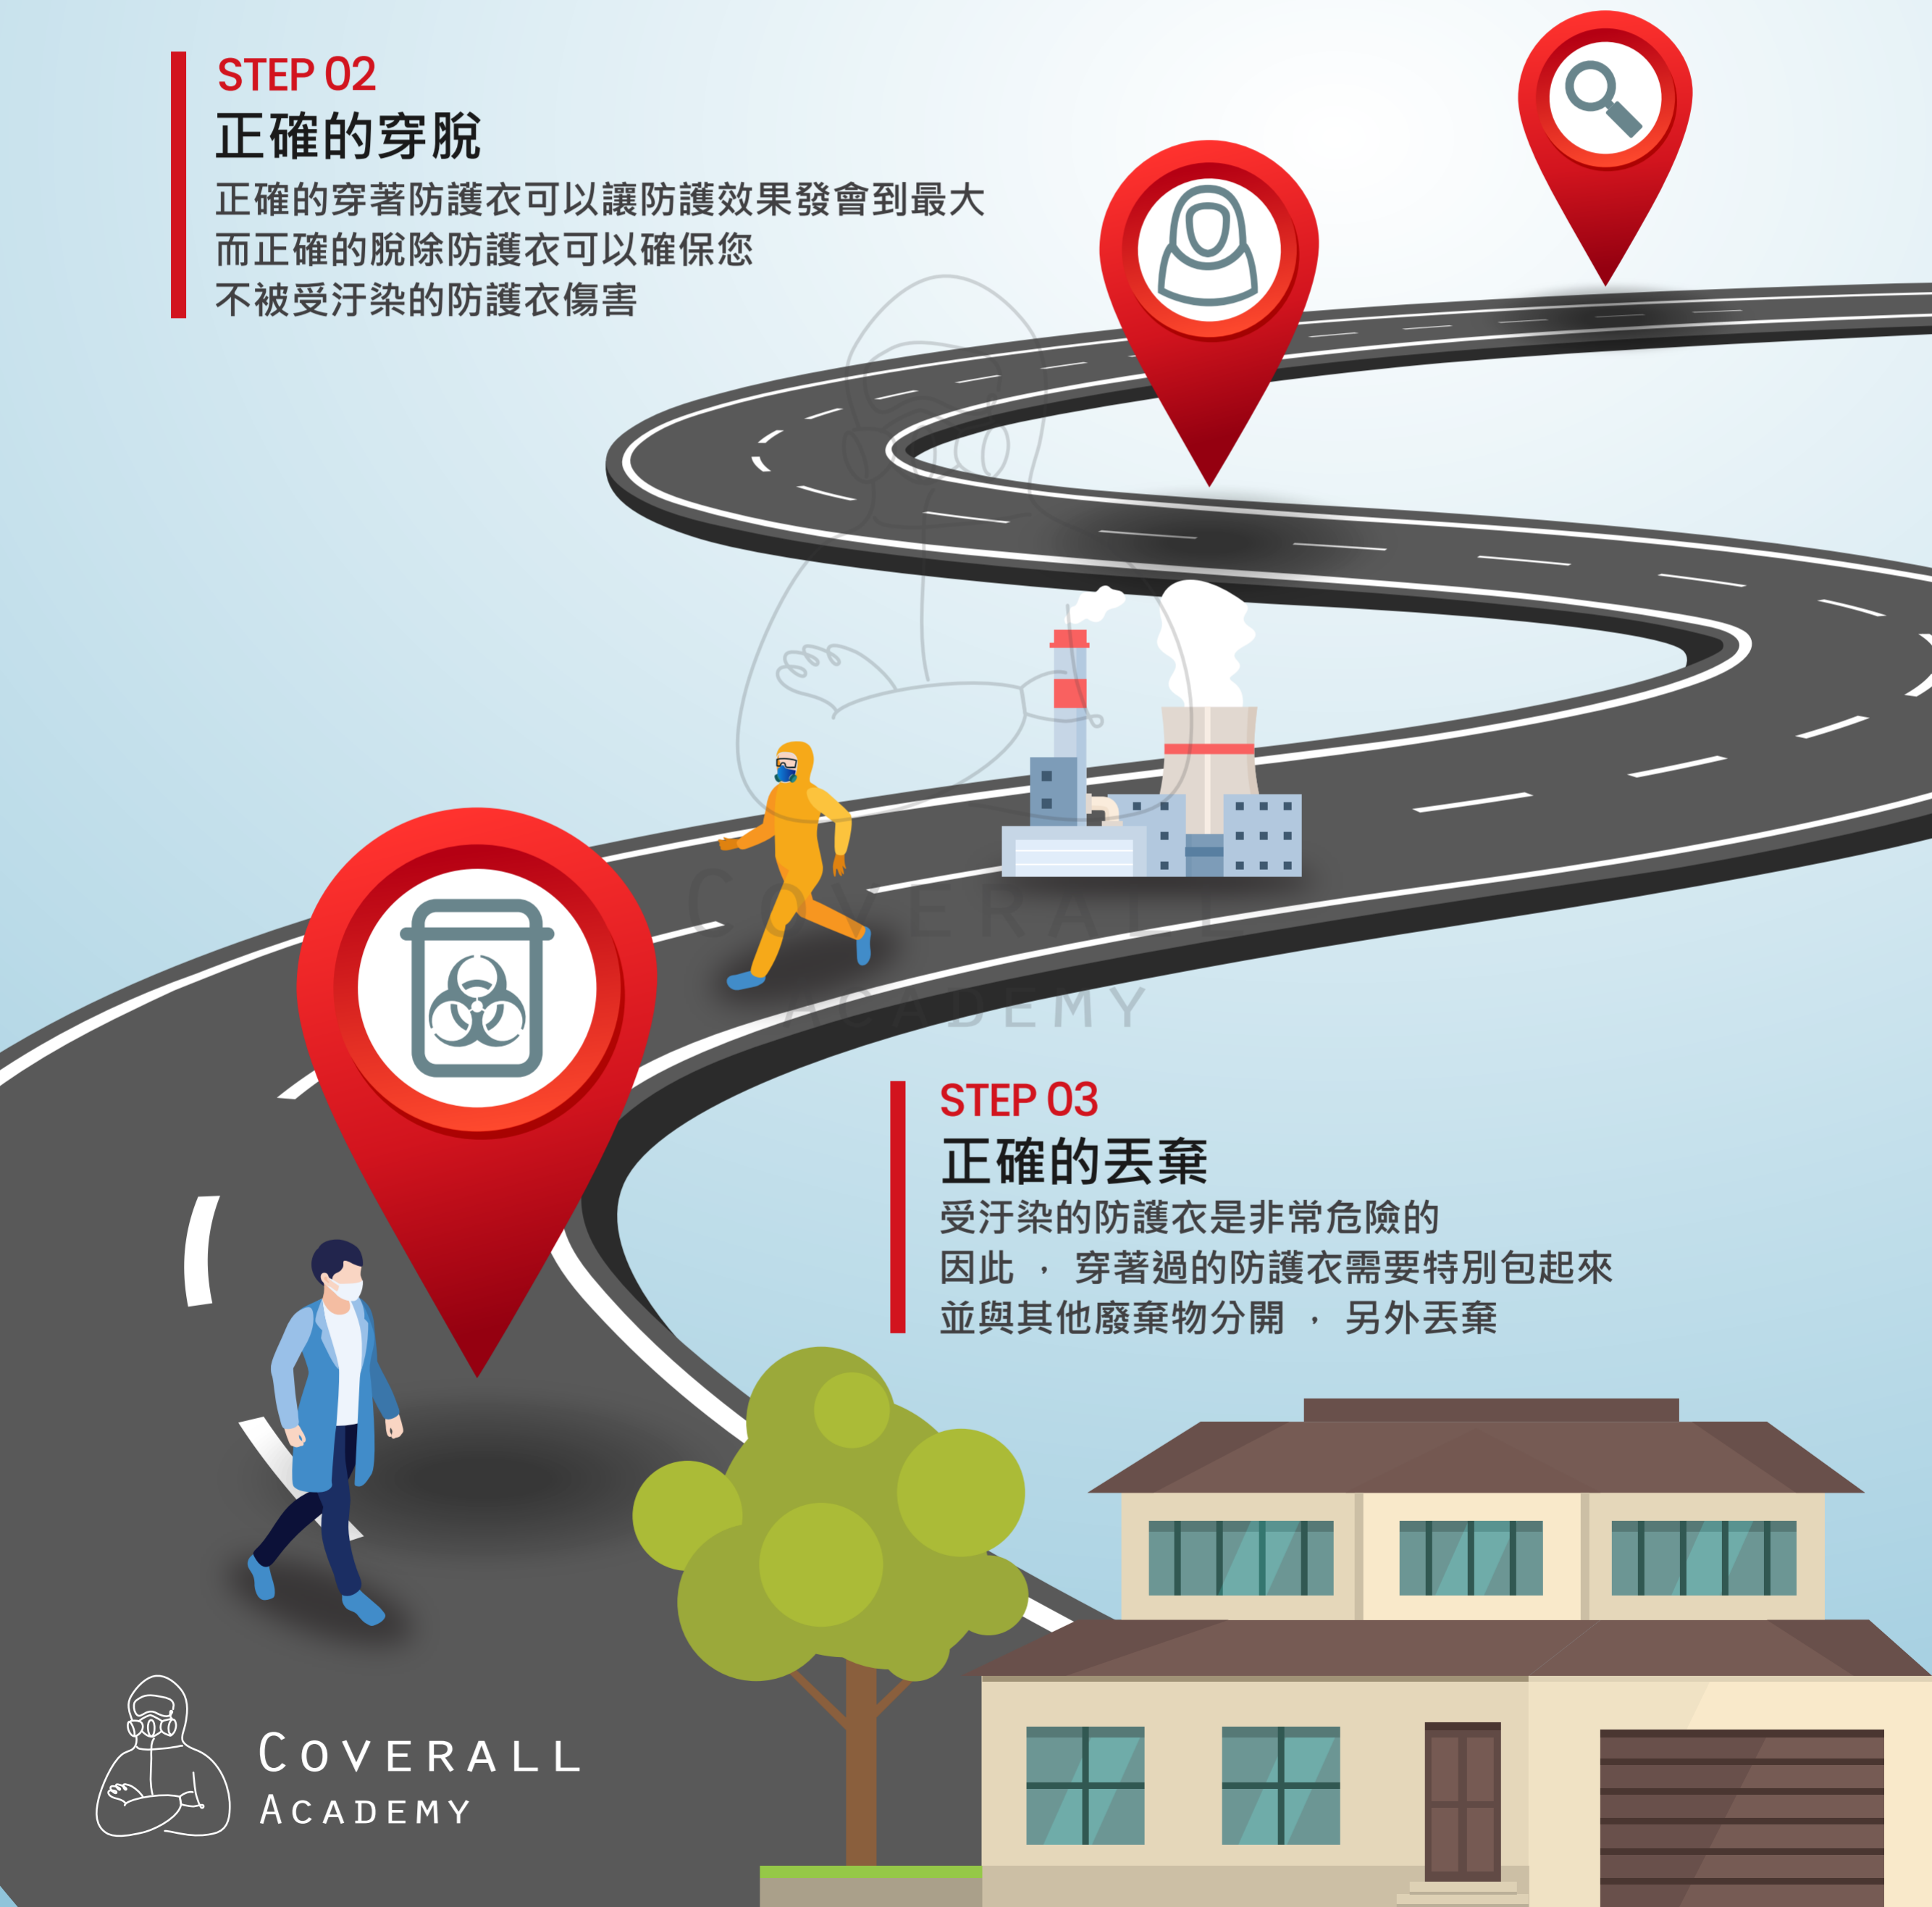 STEP 02
正確的穿脫
正確的穿著防護衣可以讓防護效果發會到最大
而正確的脫除防護衣可以確保您
不被受汙染的防護衣傷害
COVERALL
ACADEMY
STEP 03
正確的丟棄
受汙染的防護衣是非常危險的
因此，穿著過的防護衣需要特別包起來
並與其他廢棄物分開，另外丟棄
COVERALL
ACADEMY